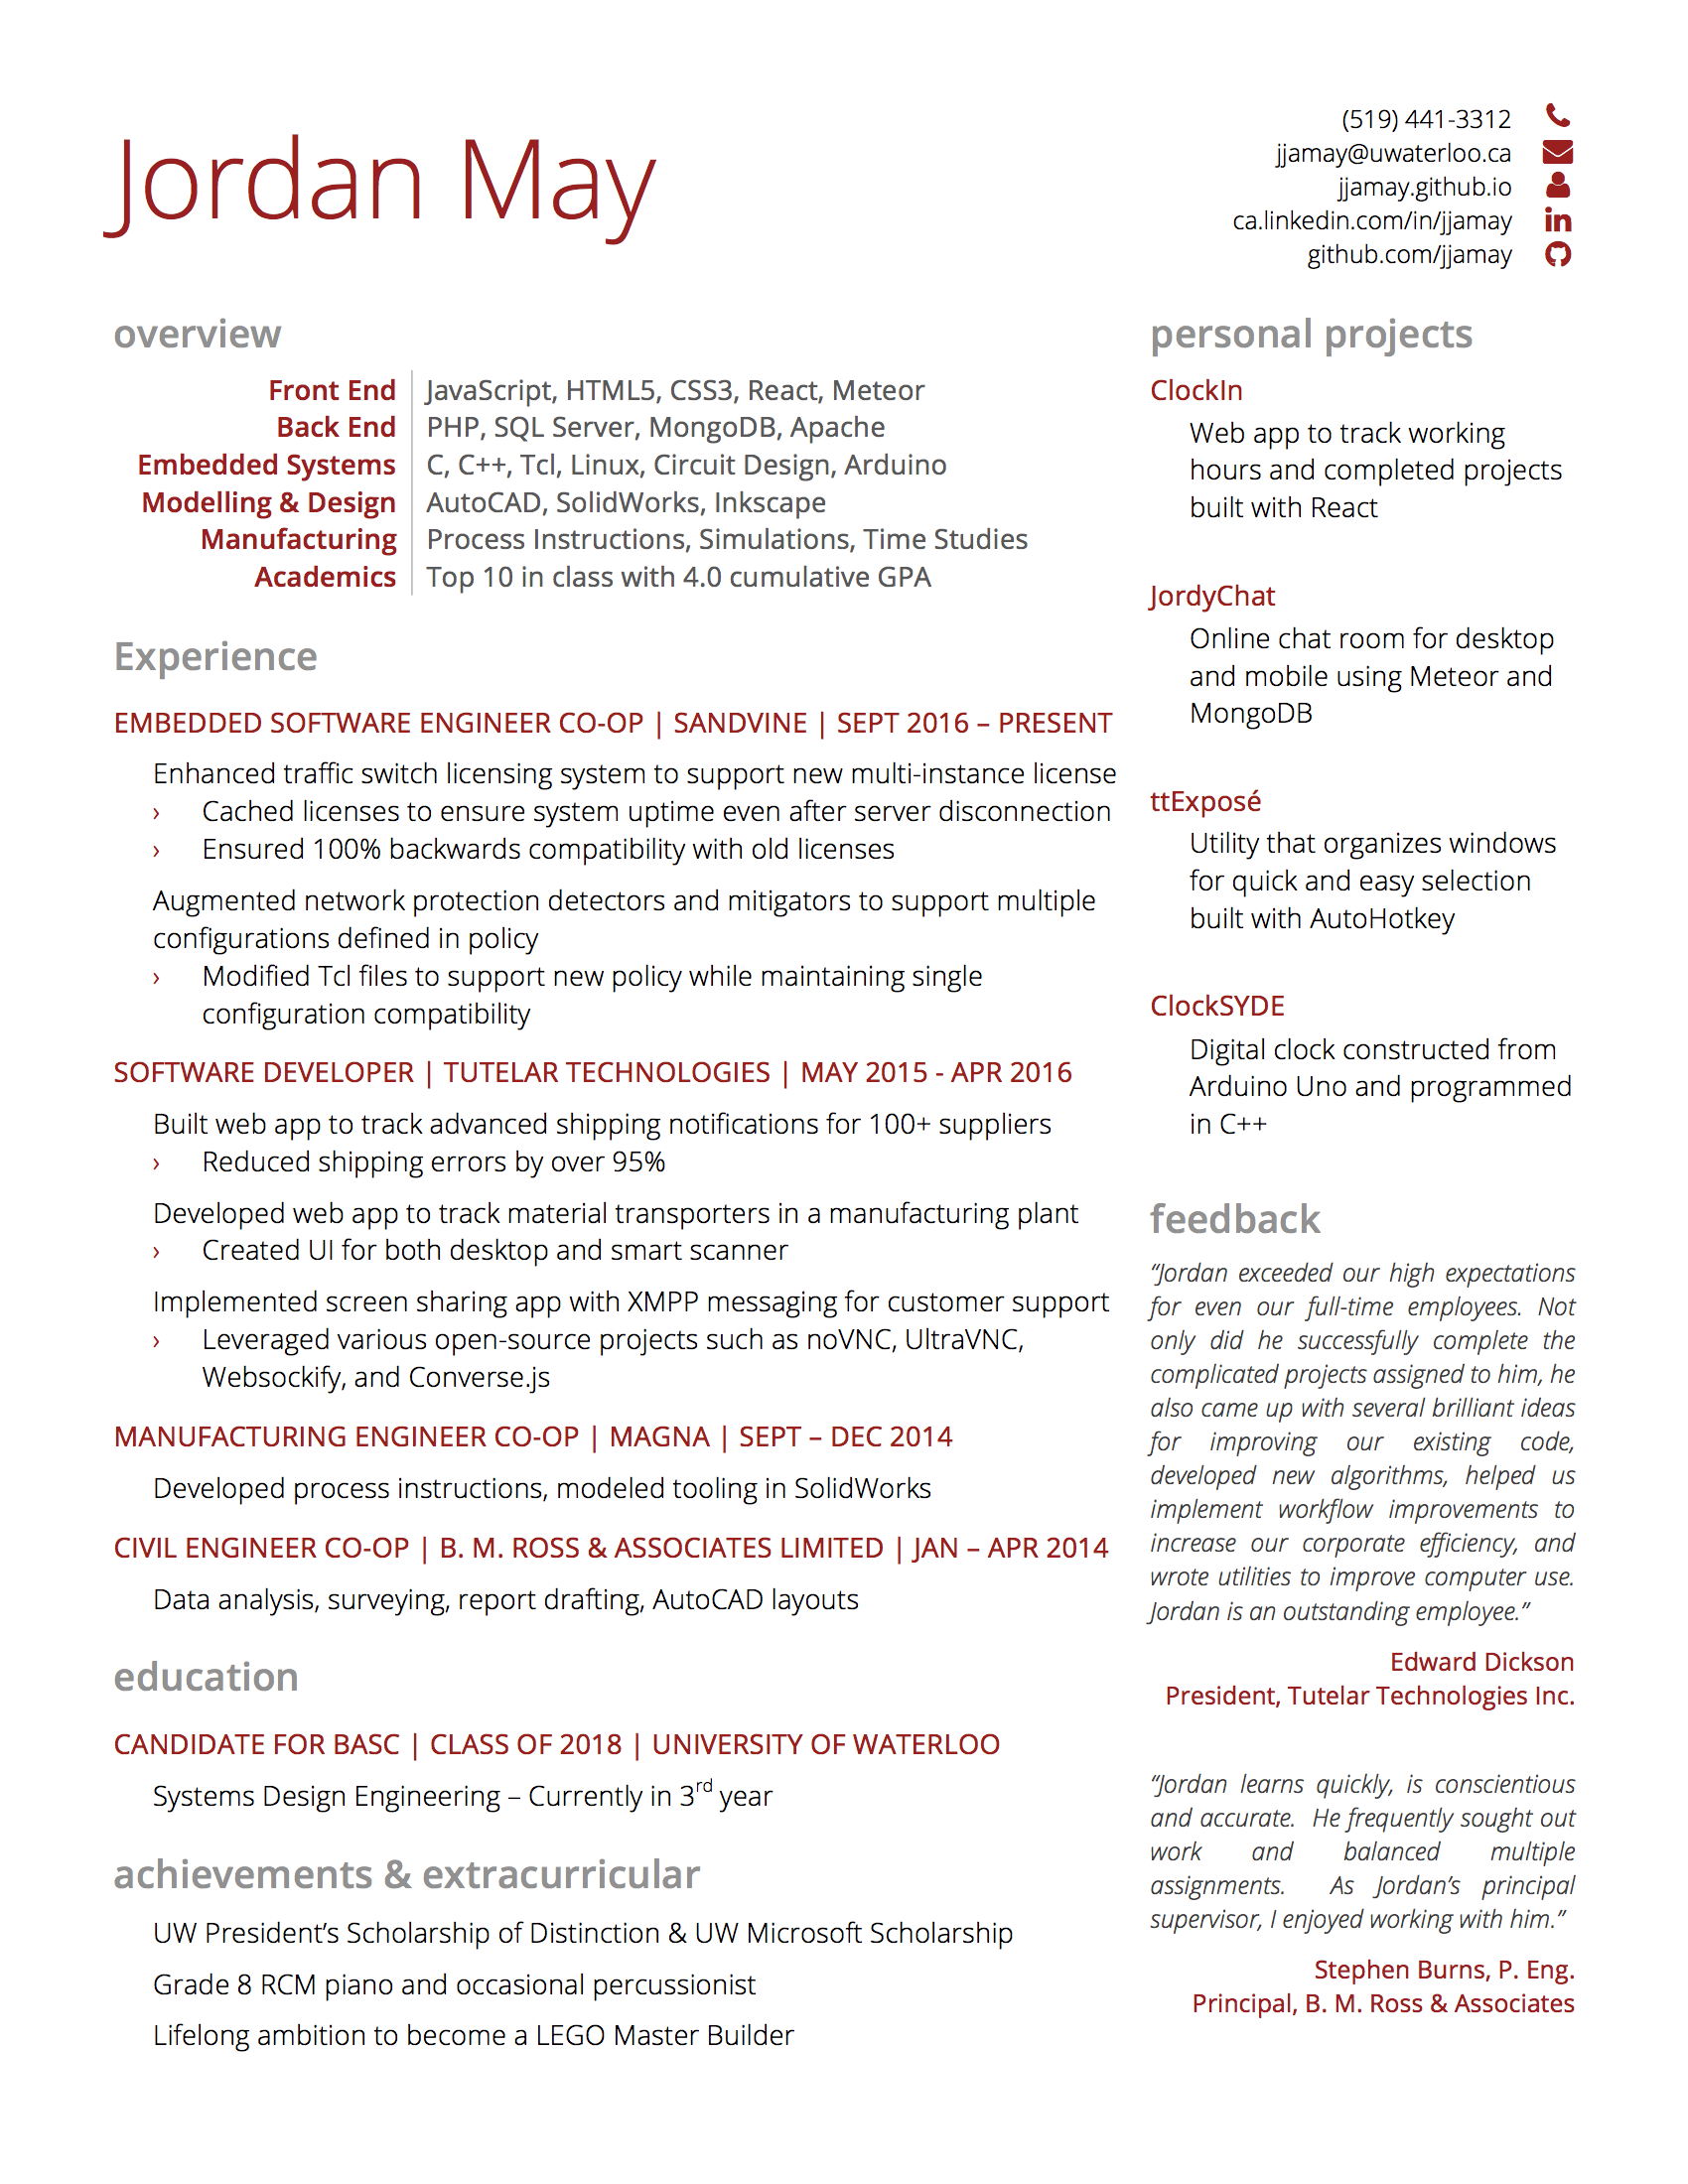 Jordan May
(519) 441-3312
jjamay@uwaterloo.ca
jjamay.github.io
ca.linkedin.com/in/jjamay
github.com/jjamay
overview
Front End JavaScript, HTML5, CSS3, React, Meteor
Back End PHP, SQL Server, MongoDB, Apache
Embedded Systems C, C++, Tcl, Linux, Circuit Design, Arduino
Modelling & Design AutoCAD, SolidWorks, Inkscape
Manufacturing Process Instructions, Simulations, Time Studies
Academics Top 10 in class with 4.0 cumulative GPA
Experience
EMBEDDED SOFTWARE ENGINEER CO-OP | SANDVINE | SEPT 2016 – PRESENT
Enhanced traffic switch licensing system to support new multi-instance license
› Cached licenses to ensure system uptime even after server disconnection
› Ensured 100% backwards compatibility with old licenses
Augmented network protection detectors and mitigators to support multiple
configurations defined in policy
› Modified Tcl files to support new policy while maintaining single
configuration compatibility
SOFTWARE DEVELOPER | TUTELAR TECHNOLOGIES | MAY 2015 - APR 2016
Built web app to track advanced shipping notifications for 100+ suppliers
› Reduced shipping errors by over 95%
Developed web app to track material transporters in a manufacturing plant
› Created UI for both desktop and smart scanner
Implemented screen sharing app with XMPP messaging for customer support
› Leveraged various open-source projects such as noVNC, UltraVNC,
Websockify, and Converse.js
MANUFACTURING ENGINEER CO-OP | MAGNA | SEPT – DEC 2014
Developed process instructions, modeled tooling in SolidWorks
CIVIL ENGINEER CO-OP | B. M. ROSS & ASSOCIATES LIMITED | JAN – APR 2014
Data analysis, surveying, report drafting, AutoCAD layouts
education
CANDIDATE FOR BASC | CLASS OF 2018 | UNIVERSITY OF WATERLOO
Systems Design Engineering – Currently in 3rd year
achievements & extracurricular
UW President’s Scholarship of Distinction & UW Microsoft Scholarship
Grade 8 RCM piano and occasional percussionist
Lifelong ambition to become a LEGO Master Builder
personal projects
ClockIn
Web app to track working
hours and completed projects
built with React
JordyChat
Online chat room for desktop
and mobile using Meteor and
MongoDB
ttExposé
Utility that organizes windows
for quick and easy selection
built with AutoHotkey
ClockSYDE
Digital clock constructed from
Arduino Uno and programmed
in C++
feedback
“Jordan exceeded our high expectations
for even our full-time employees. Not
only did he successfully complete the
complicated projects assigned to him, he
also came up with several brilliant ideas
for improving our existing code,
developed new algorithms, helped us
implement workflow improvements to
increase our corporate efficiency, and
wrote utilities to improve computer use.
Jordan is an outstanding employee.”
Edward Dickson
President, Tutelar Technologies Inc.
“Jordan learns quickly, is conscientious
and accurate. He frequently sought out
work and balanced multiple
assignments. As Jordan’s principal
supervisor, I enjoyed working with him.”
Stephen Burns, P. Eng.
Principal, B. M. Ross & Associates